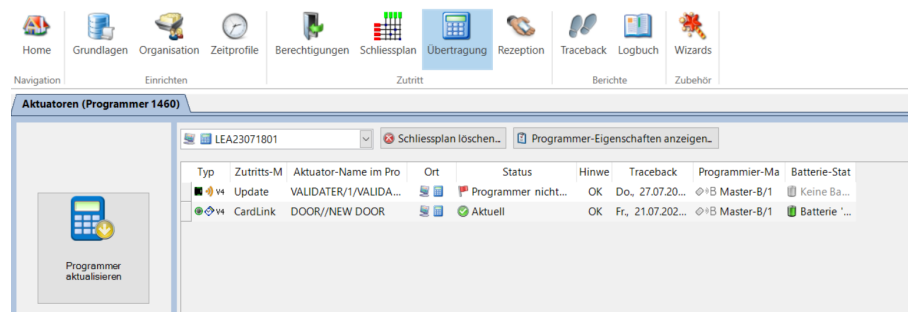 Home Grundlagen Organisation Zeitprofile Berechtigungen Schliessplan Übertragung Rezeption Traceback Logbuch Wizards
Navigation Einrichten Zutritt Berichte Zubehör
Aktuatoren (Programmer 1460)
LEA23071801 Schliessplan löschen... Programmer-Eigenschaften anzeigen...
Typ Zutritts-M Aktuator-Name im Pro Ort Status Hinwe Traceback Programmier-Ma Batterie-Stat
V4 Update VALIDATER/1/VALIDA... Programmer nicht... OK Do., 27.07.20... B Master-B/1 Keine Ba...
V4 CardLink DOOR//NEW DOOR Aktuell OK Fr., 21.07.202... B Master-B/1 Batterie '...
Programmer
aktualisieren